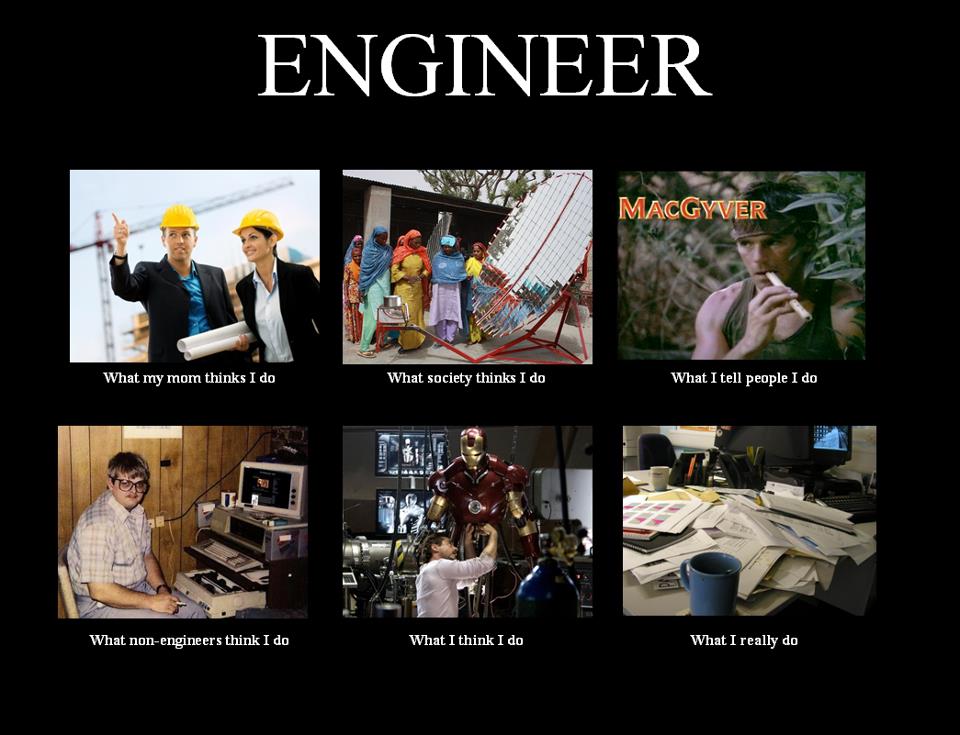 ENGINEER
MACGYVER
What my mom thinks I do
What society thinks I do
What I tell people I do
What non-engineers think I do
What I think I do
What I really do